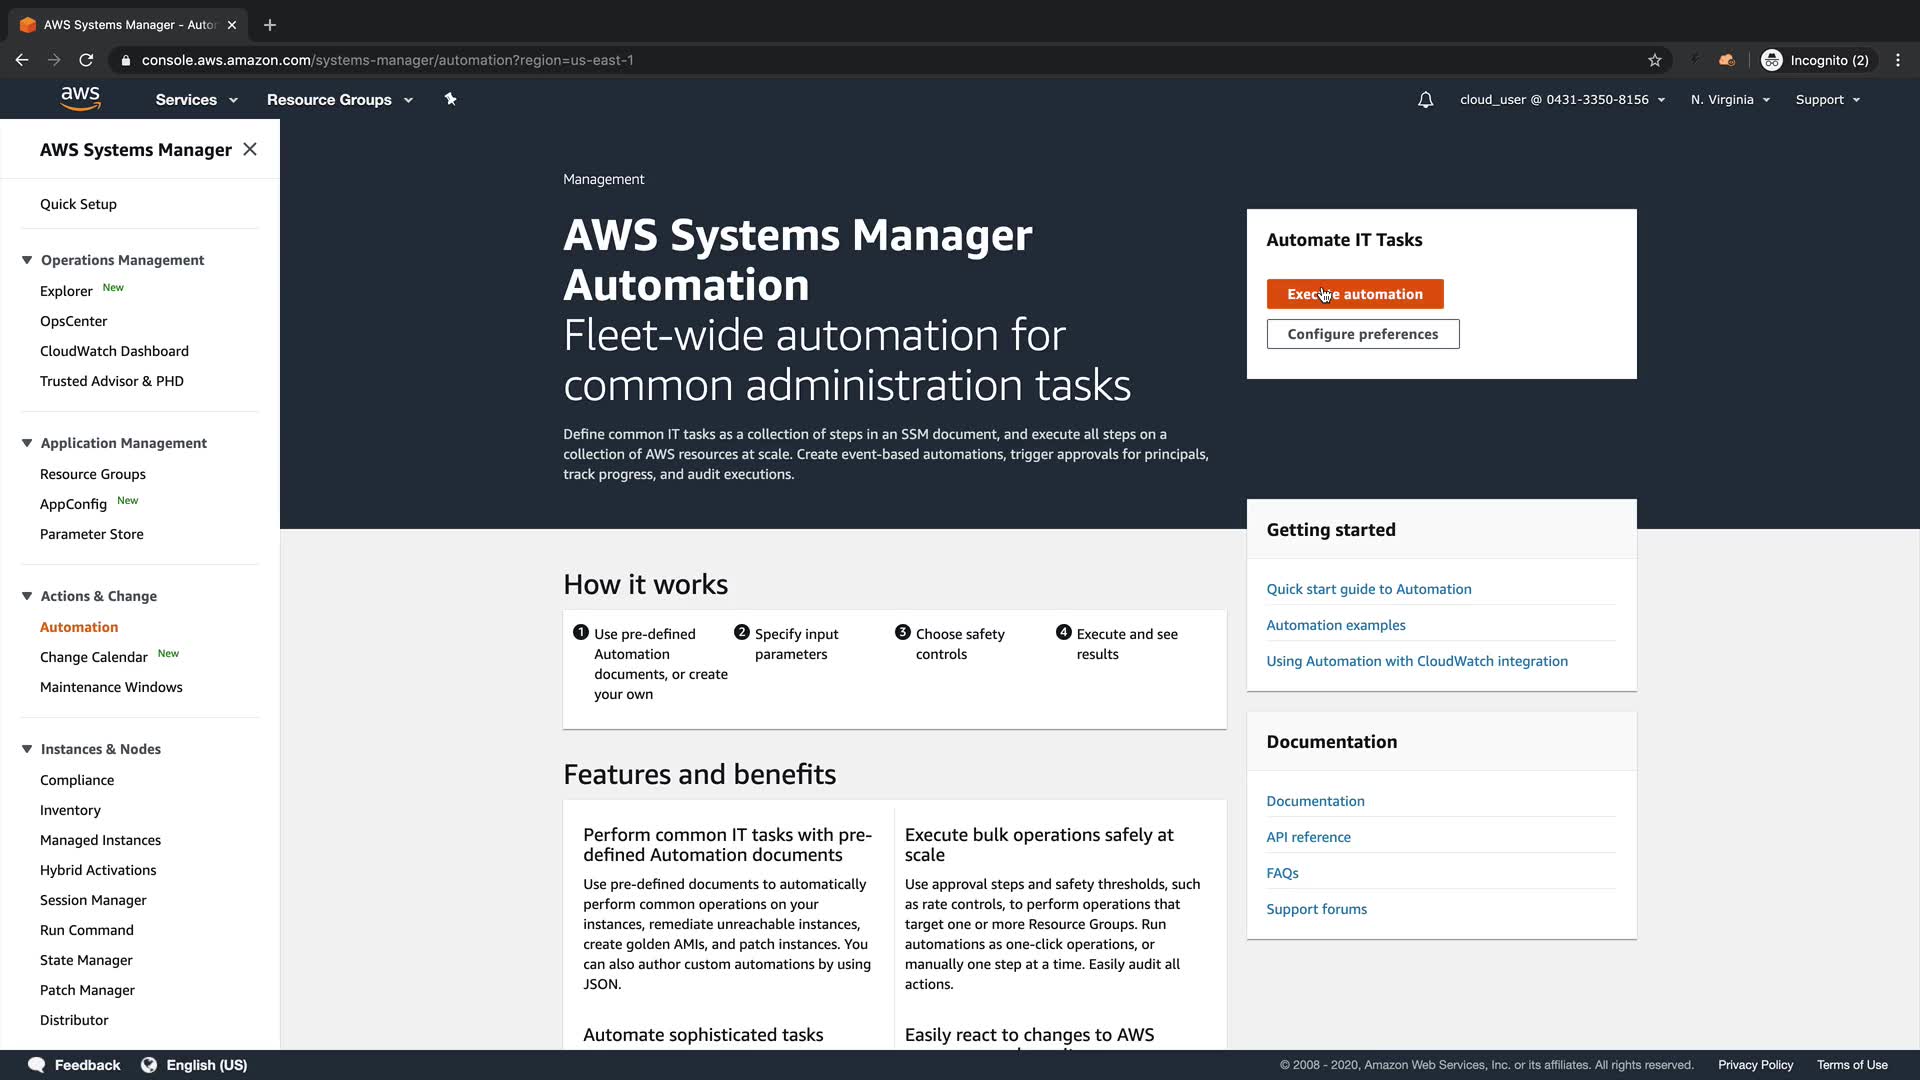 AWS Systems Manager - Autor
console.aws.amazon.com/systems-manager/automation?region=us-east-1
Incognito (2)
aws
Services
Resource Groups
cloud_user @ 0431-3350-8156
N. Virginia
Support
AWS Systems Manager
Quick Setup
Operations Management
Explorer New
OpsCenter
CloudWatch Dashboard
Trusted Advisor & PHD
Application Management
Resource Groups
AppConfig New
Parameter Store
Actions & Change
Automation
Change Calendar New
Maintenance Windows
Instances & Nodes
Compliance
Inventory
Managed Instances
Hybrid Activations
Session Manager
Run Command
State Manager
Patch Manager
Distributor
Management
AWS Systems Manager
Automation
Fleet-wide automation for
common administration tasks
Define common IT tasks as a collection of steps in an SSM document, and execute all steps on a
collection of AWS resources at scale. Create event-based automations, trigger approvals for principals,
track progress, and audit executions.
Automate IT Tasks
Execute automation
Configure preferences
How it works
1 Use pre-defined
Automation
documents, or create
your own
2 Specify input
parameters
3 Choose safety
controls
4 Execute and see
results
Features and benefits
Perform common IT tasks with pre-
defined Automation documents
Use pre-defined documents to automatically
perform common operations on your
instances, remediate unreachable instances,
create golden AMIs, and patch instances. You
can also author custom automations by using
JSON.
Automate sophisticated tasks
Execute bulk operations safely at
scale
Use approval steps and safety thresholds, such
as rate controls, to perform operations that
target one or more Resource Groups. Run
automations as one-click operations, or
manually one step at a time. Easily audit all
actions.
Easily react to changes to AWS
Getting started
Quick start guide to Automation
Automation examples
Using Automation with CloudWatch integration
Documentation
Documentation
API reference
FAQs
Support forums
Feedback
English (US)
© 2008 - 2020, Amazon Web Services, Inc. or its affiliates. All rights reserved.
Privacy Policy
Terms of Use